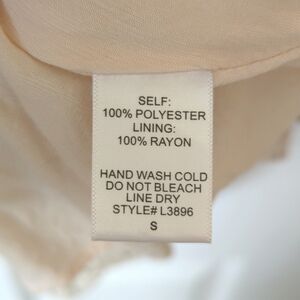 SELF:
100% POLYESTER
LINING:
100% RAYON
HAND WASH COLD
DO NOT BLEACH
LINE DRY
STYLE# L3896
S